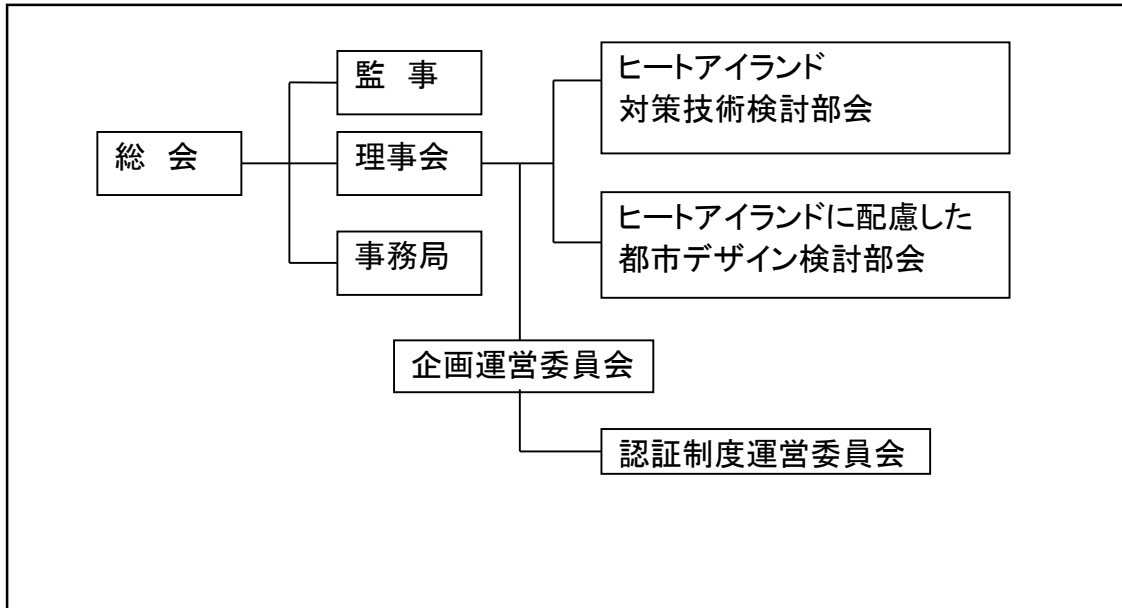 監 事
総 会
理事会
事務局
ヒートアイランド
対策技術検討部会
ヒートアイランドに配慮した
都市デザイン検討部会
企画運営委員会
認証制度運営委員会